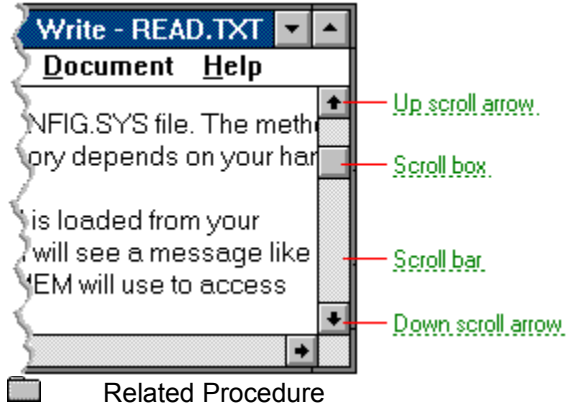 Write - READ.TXT
Document Help
NFIG.SYS file. The meth
ory depends on your har
is loaded from your
will see a message like
MEM will use to access
Up scroll arrow
Scroll box
Scroll bar
Down scroll arrow
Related Procedure